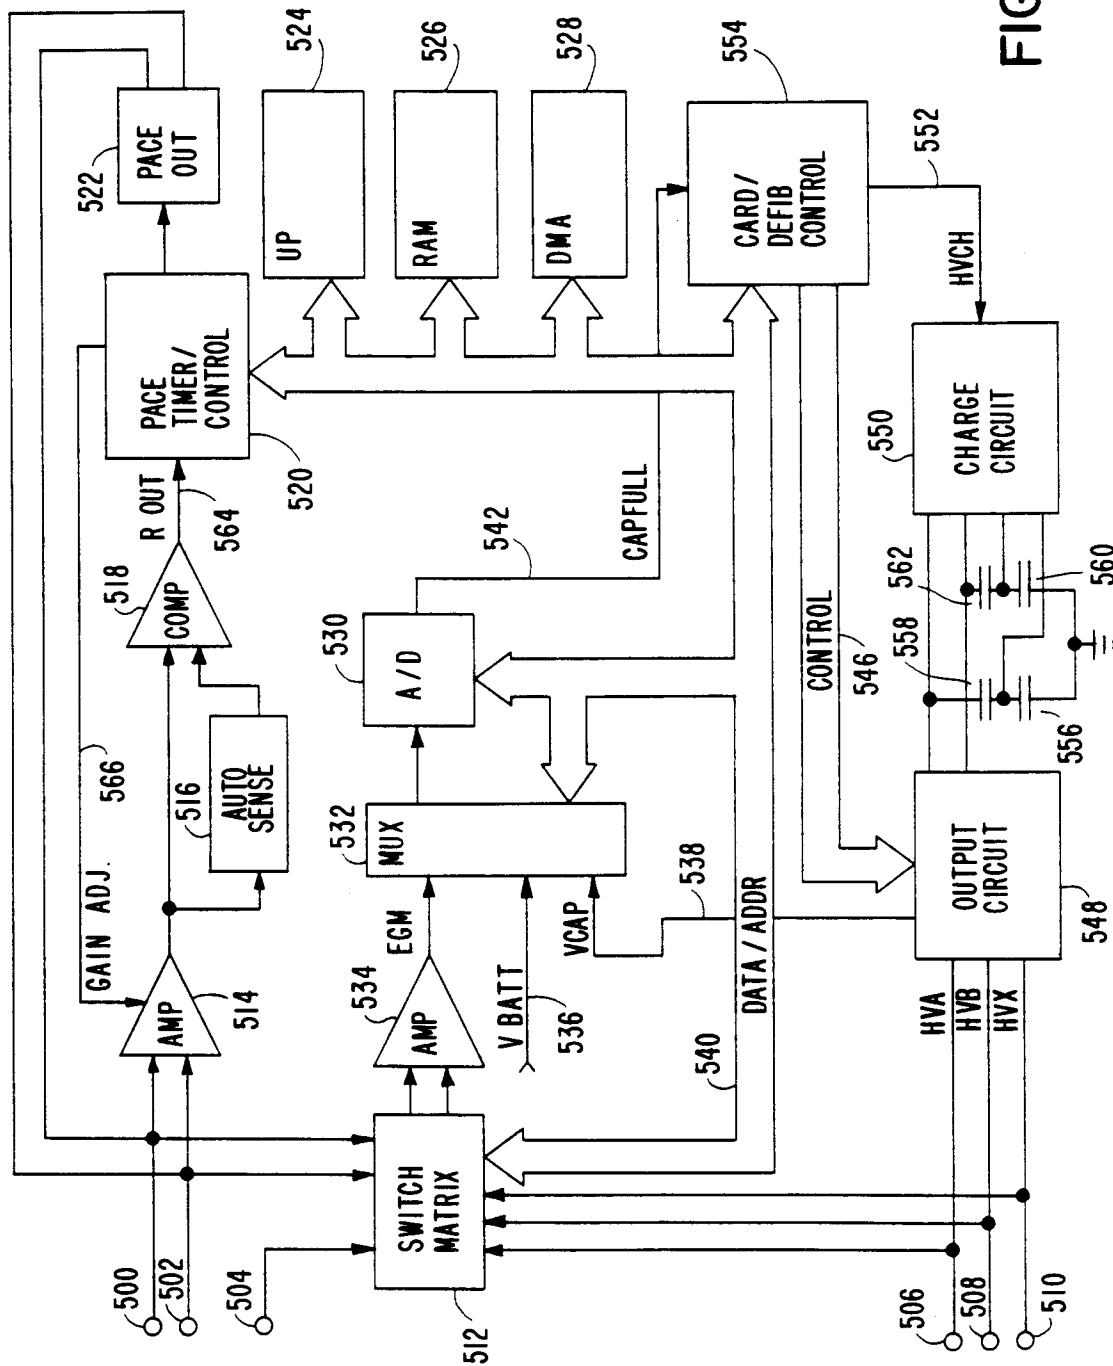 FIG
522
PACE
OUT
524
UP
526
RAM
528
DMA
554
CARD/
DEFIB
CONTROL
552
HVCH
GAIN ADJ.
566
AMP
514
516
AUTO
SENSE
518
COMP
R OUT
564
PACE
TIMER/
CONTROL
520
500
502
504
SWITCH
MATRIX
512
534
AMP
EGM
V BATT
536
VCAP
538
532
MUX
530
A/D
542
CAPFULL
540
DATA / ADDR
CONTROL
546
506
508
510
HVA
HVB
HVX
OUTPUT
CIRCUIT
548
556
558
562
560
550
CHARGE
CIRCUIT